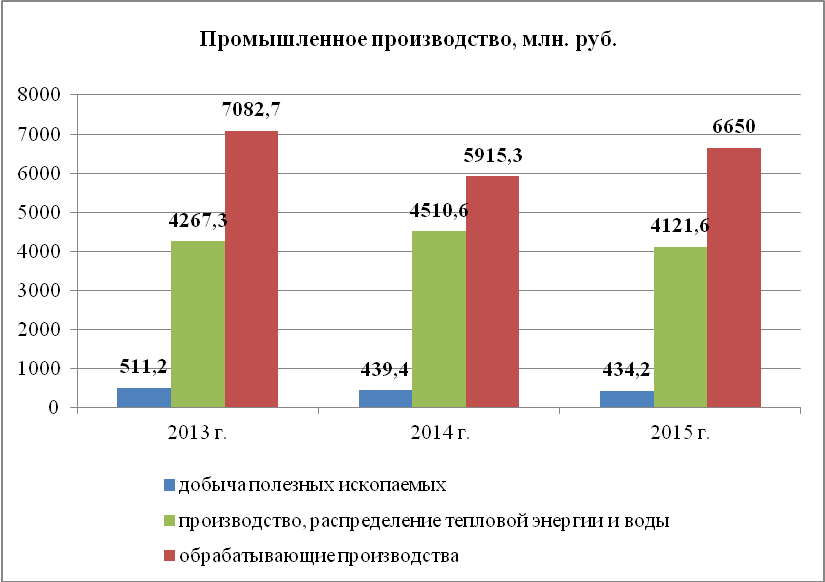 Промышленное производство, млн. руб.
8000
7000
6000
5000
4000
3000
2000
1000
0
511,2
4267,3
7082,7
439,4
4510,6
5915,3
434,2
4121,6
6650
2013 г.
2014 г.
2015 г.
добыча полезных ископаемых
производство, распределение тепловой энергии и воды
обрабатывающие производства